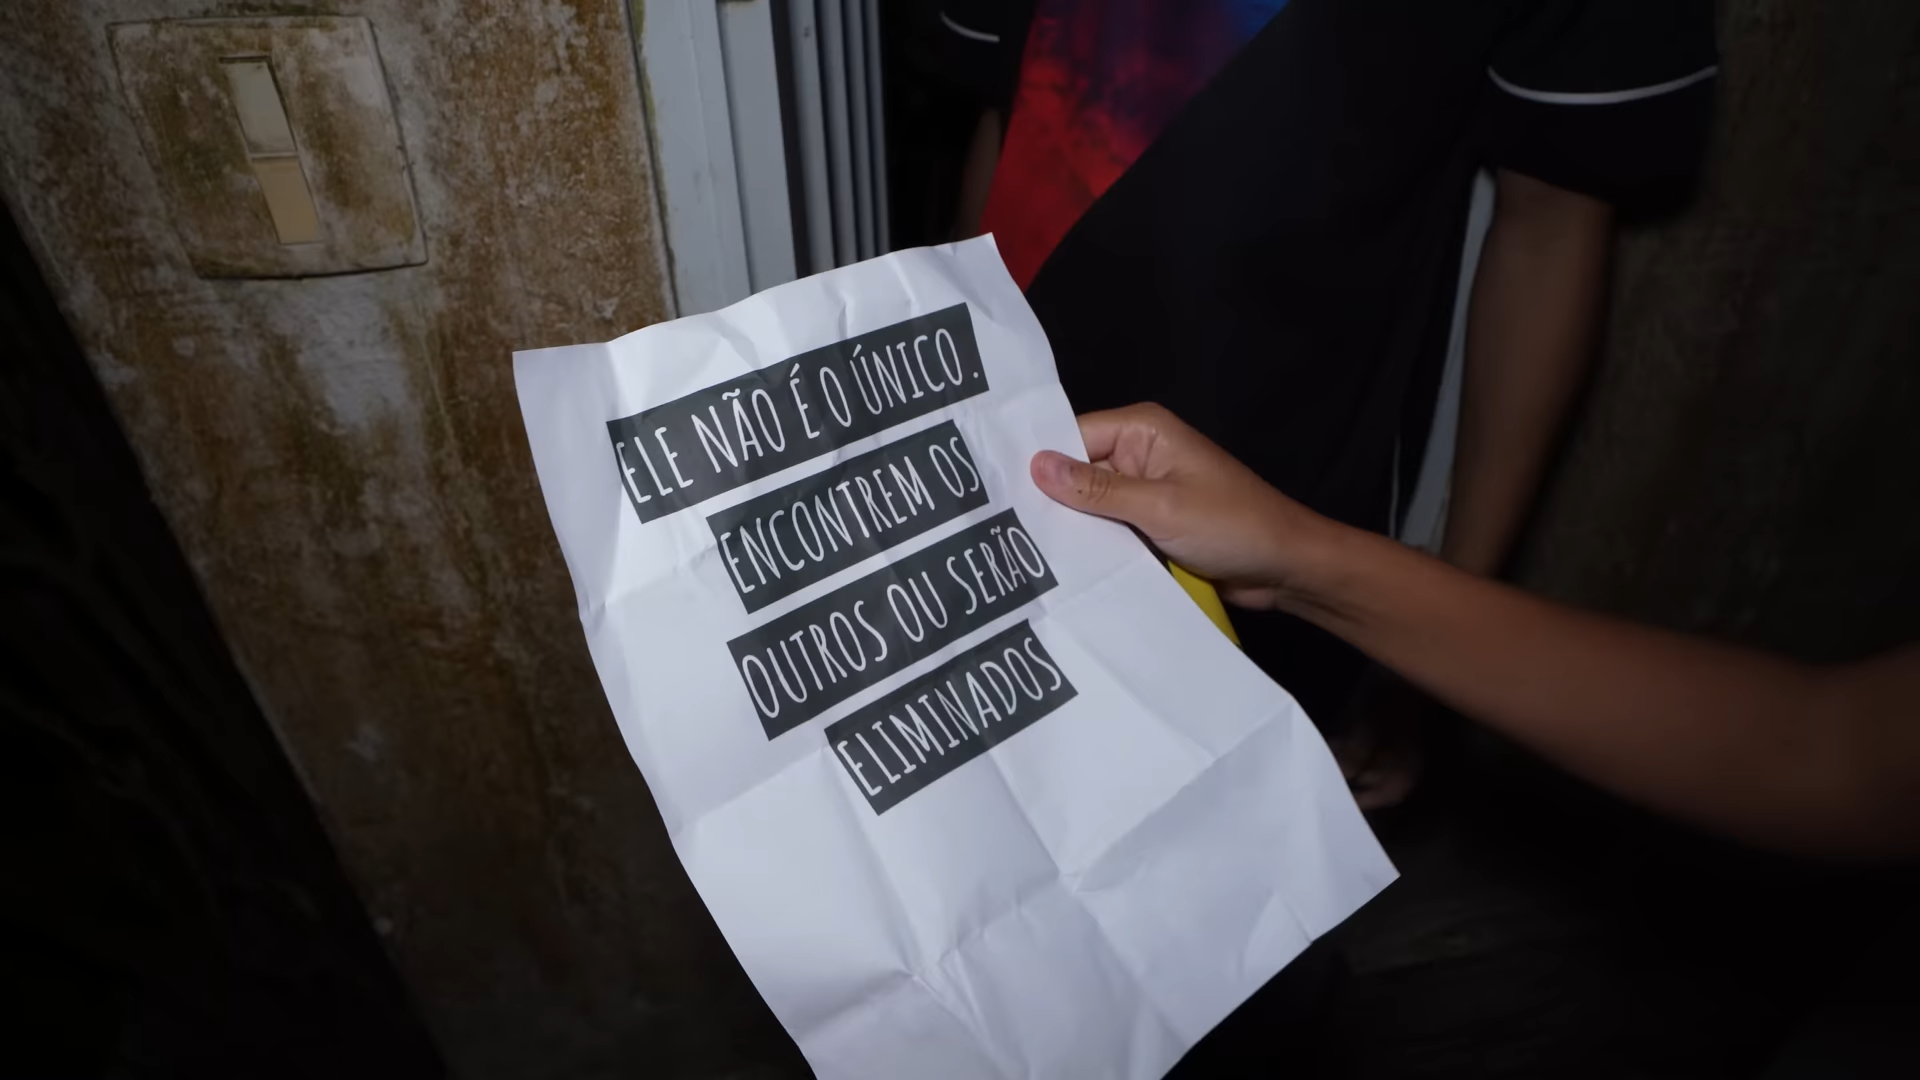 ELE NÃO É O ÚNICO.
ENCONTREM OS
OUTROS OU SERÃO
ELIMINADOS